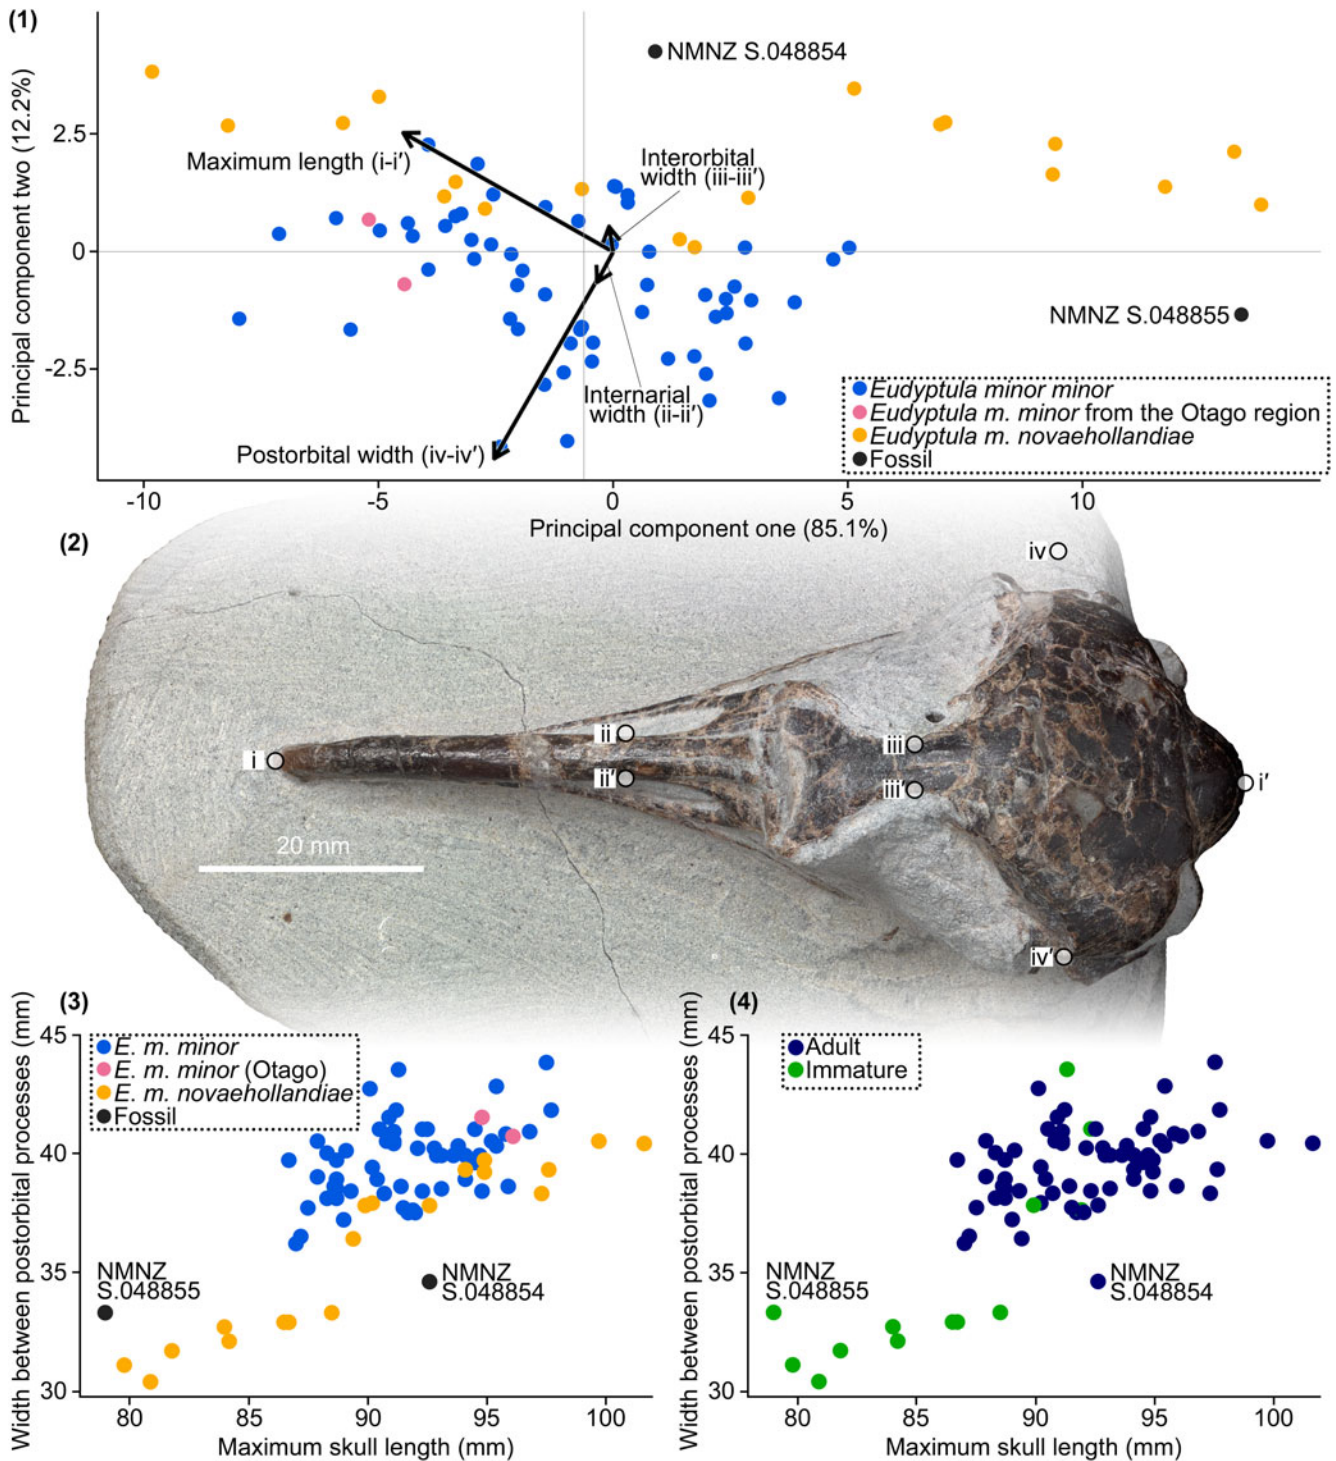 (1)
Principal component two (12.2%)
2.5
0
-2.5
NMNZ S.048854
Maximum length (i-i′)
Interorbital
width (iii-iii′)
NMNZ S.048855
Internarial
width (ii-ii′)
Postorbital width (iv-iv′)
Eudyptula minor minor
Eudyptula m. minor from the Otago region
Eudyptula m. novaehollandiae
Fossil
-10 -5 0 5 10
Principal component one (85.1%)
(2)
iv
ii
iii
i
ii′
iii′
i′
20 mm
iv′
(3)
Width between postorbital processes (mm)
45
40
35
30
E. m. minor
E. m. minor (Otago)
E. m. novaehollandiae
Fossil
NMNZ
S.048855
NMNZ
S.048854
80 85 90 95 100
Maximum skull length (mm)
(4)
Width between postorbital processes (mm)
45
40
35
30
Adult
Immature
NMNZ
S.048855
NMNZ
S.048854
80 85 90 95 100
Maximum skull length (mm)